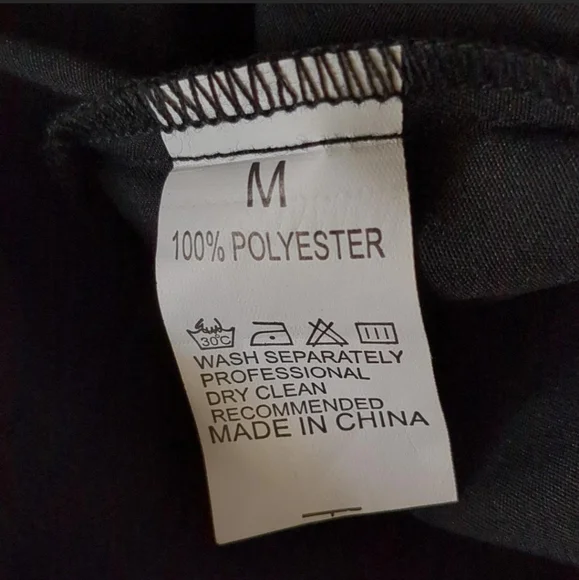 M
100% POLYESTER
30°C
WASH SEPARATELY
PROFESSIONAL
DRY CLEAN
RECOMMENDED
MADE IN CHINA